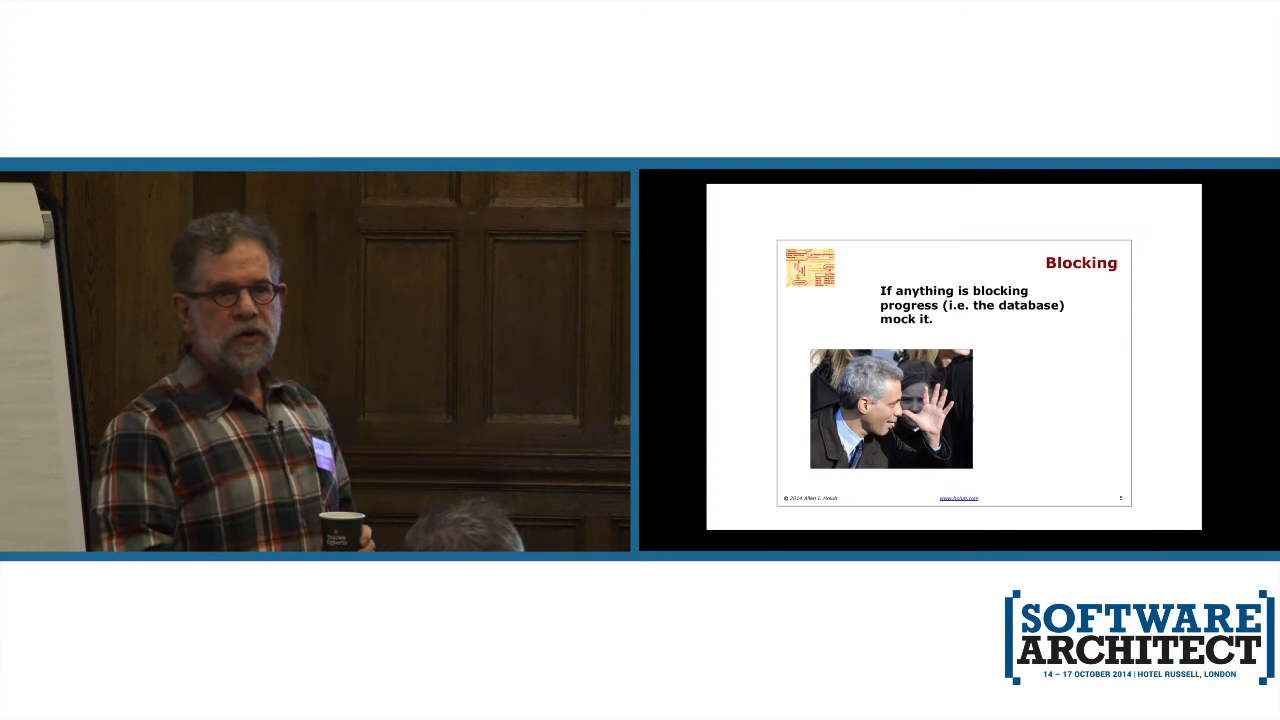 Blocking
If anything is blocking
progress (i.e. the database)
mock it.
© 2014 Allen I. Holub
www.holub.com
5
SOFTWARE
ARCHITECT
14 – 17 OCTOBER 2014 | HOTEL RUSSELL, LONDON